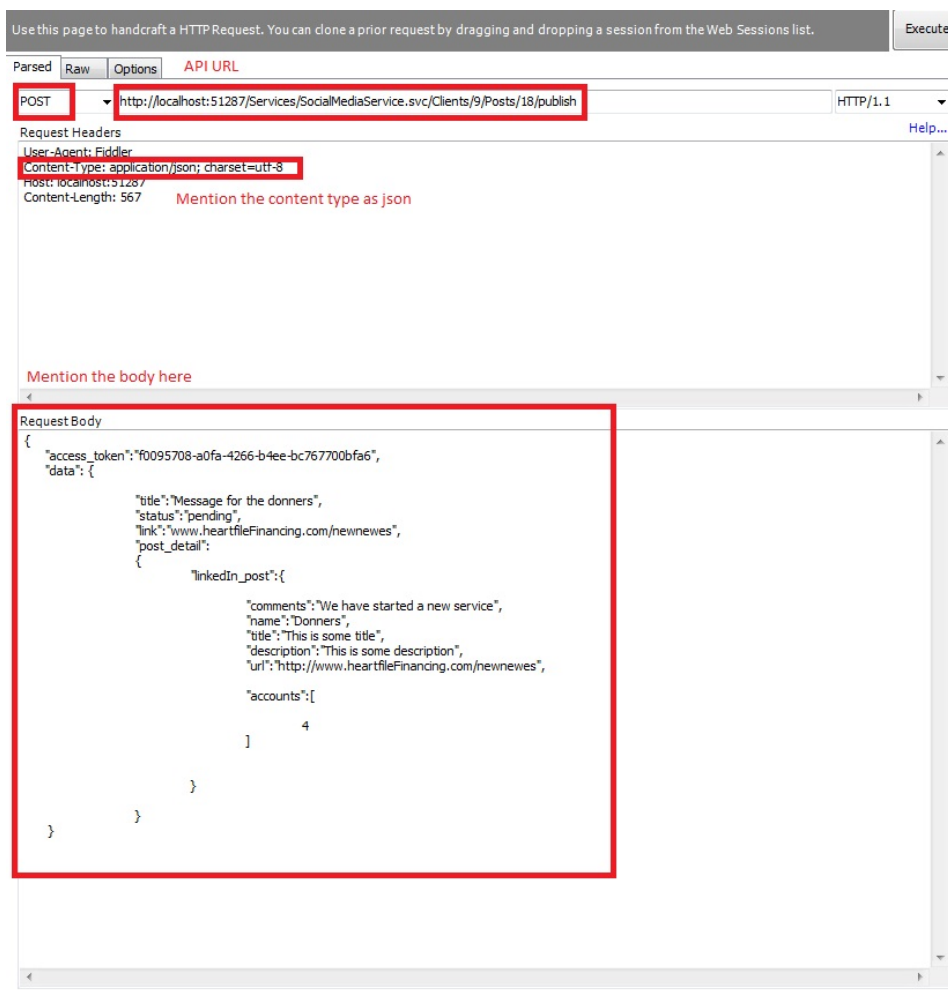 Use this page to handcraft a HTTP Request. You can clone a prior request by dragging and dropping a session from the Web Sessions list.
Execute
Parsed Raw Options API URL
POST http://localhost:51287/Services/SocialMediaService.svc/Clients/9/Posts/18/publish HTTP/1.1
Request Headers Help...
User-Agent: Fiddler
Content-Type: application/json; charset=utf-8
Host: localhost:51287
Content-Length: 567 Mention the content type as json
Mention the body here
Request Body
{
"access_token":"f0095708-a0fa-4266-b4ee-bc767700bfa6",
"data": {
"title":"Message for the donners",
"status":"pending",
"link":"www.heartfileFinancing.com/newnewes",
"post_detail":
{
"linkedIn_post":{
"comments":"We have started a new service",
"name":"Donners",
"title":"This is some title",
"description":"This is some description",
"url":"http://www.heartfileFinancing.com/newnewes",
"accounts":[
4
]
}
}
}